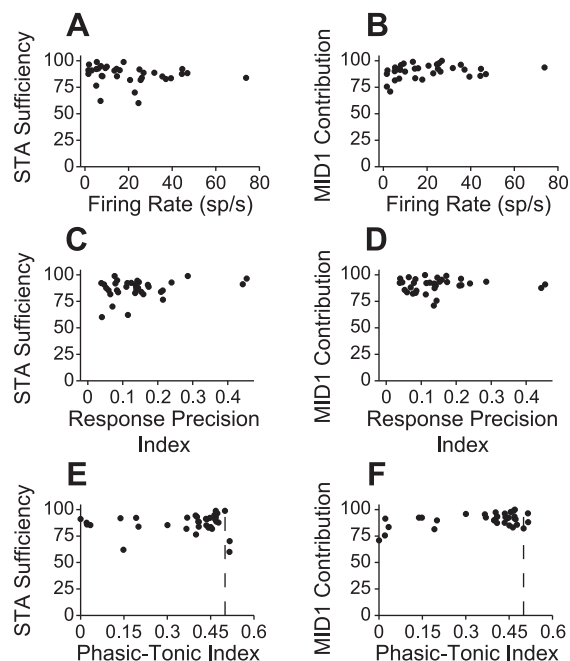 A
B
STA Sufficiency
100
75
50
25
0
0 20 40 60 80
Firing Rate (sp/s)
MID1 Contribution
100
75
50
25
0
0 20 40 60 80
Firing Rate (sp/s)
C
D
STA Sufficiency
100
75
50
25
0
0 0.1 0.2 0.3 0.4
Response Precision
Index
MID1 Contribution
100
75
50
25
0
0 0.1 0.2 0.3 0.4
Response Precision
Index
E
F
STA Sufficiency
100
75
50
25
0
0 0.15 0.3 0.45 0.6
Phasic-Tonic Index
MID1 Contribution
100
75
50
25
0
0 0.15 0.3 0.45 0.6
Phasic-Tonic Index